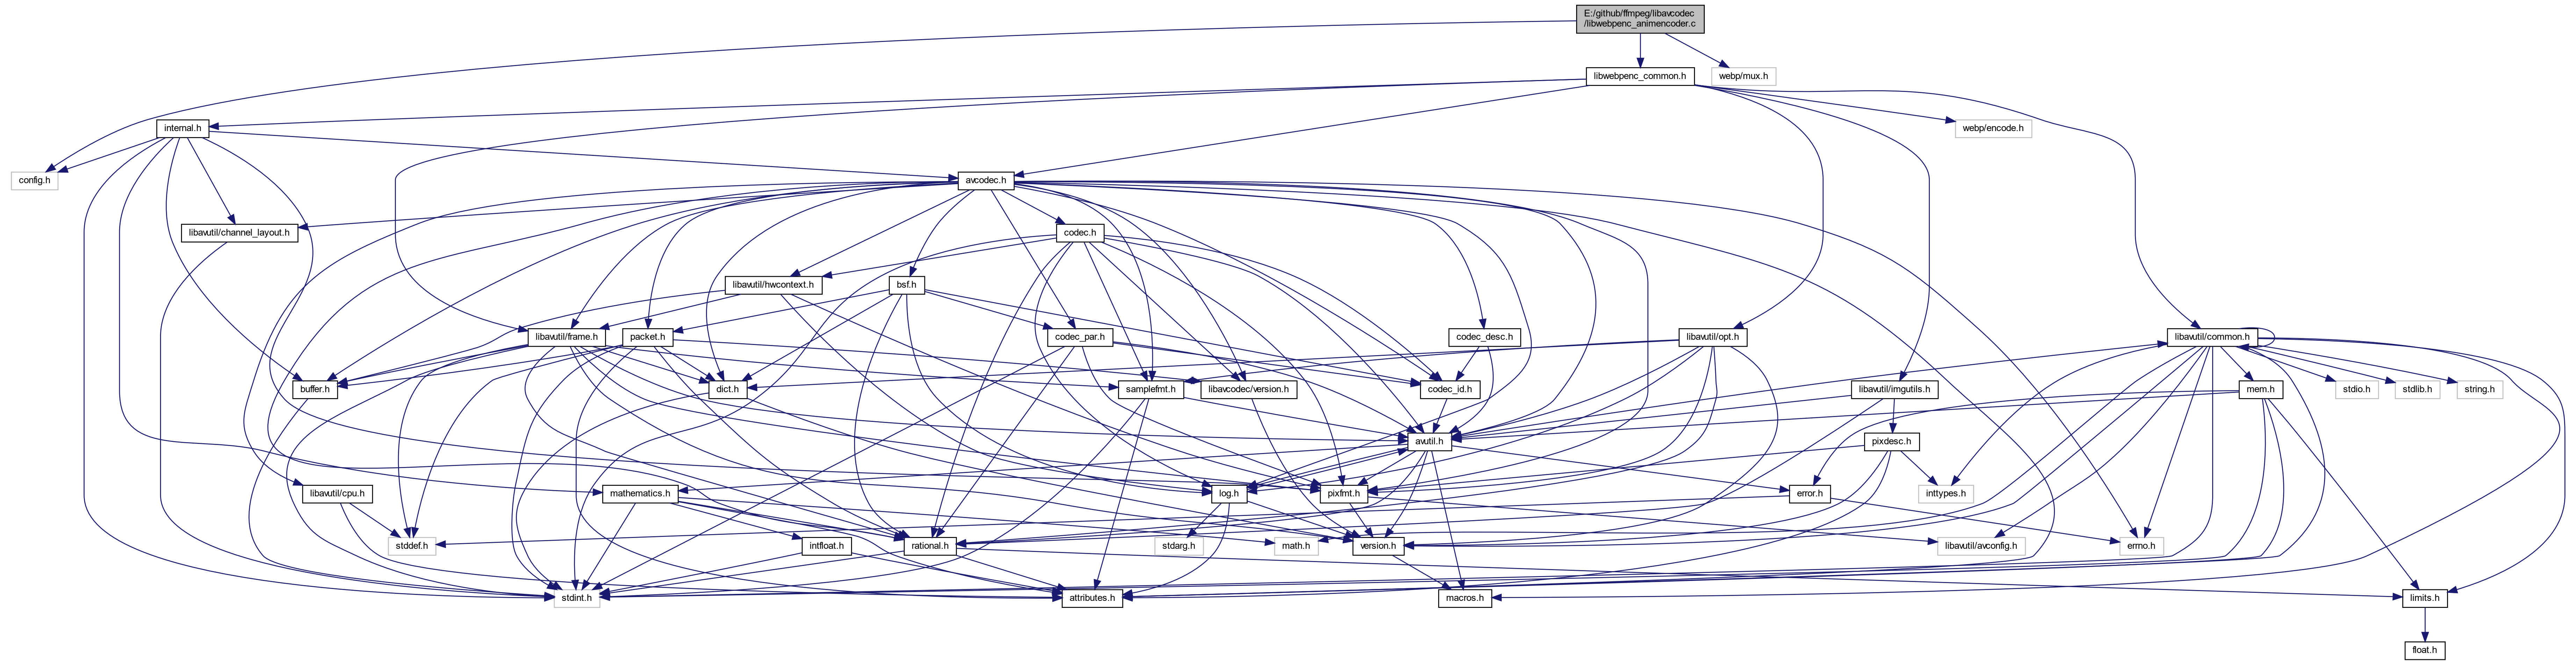 E:/github/ffmpeg/libavcodec
/libwebpenc_animencoder.c
libwebpenc_common.h
webp/mux.h
internal.h
webp/encode.h
config.h
avcodec.h
libavutil/channel_layout.h
codec.h
libavutil/hwcontext.h
bsf.h
libavutil/frame.h
packet.h
codec_par.h
codec_desc.h
libavutil/opt.h
libavutil/common.h
buffer.h
dict.h
samplefmt.h
libavcodec/version.h
codec_id.h
libavutil/imgutils.h
mem.h
stdio.h
stdlib.h
string.h
avutil.h
pixdesc.h
libavutil/cpu.h
mathematics.h
log.h
pixfmt.h
error.h
inttypes.h
stddef.h
intfloat.h
rational.h
stdarg.h
math.h
version.h
libavutil/avconfig.h
errno.h
stdint.h
attributes.h
macros.h
limits.h
float.h